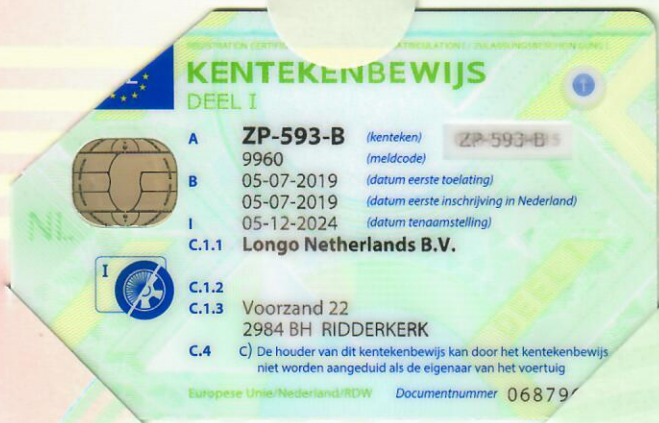 KENTEKENBEWIJS
DEEL I
A ZP-593-B (kenteken) ZP-593-B
9960 (meldcode)
B 05-07-2019 (datum eerste toelating)
05-07-2019 (datum eerste inschrijving in Nederland)
I 05-12-2024 (datum tenaamstelling)
C.1.1 Longo Netherlands B.V.
NL
I
C.1.2
C.1.3 Voorzand 22
2984 BH RIDDERKERK
C.4 C) De houder van dit kentekenbewijs kan door het kentekenbewijs
niet worden aangeduid als de eigenaar van het voertuig
Europese Unie/Nederland/RDW Documentnummer 06879